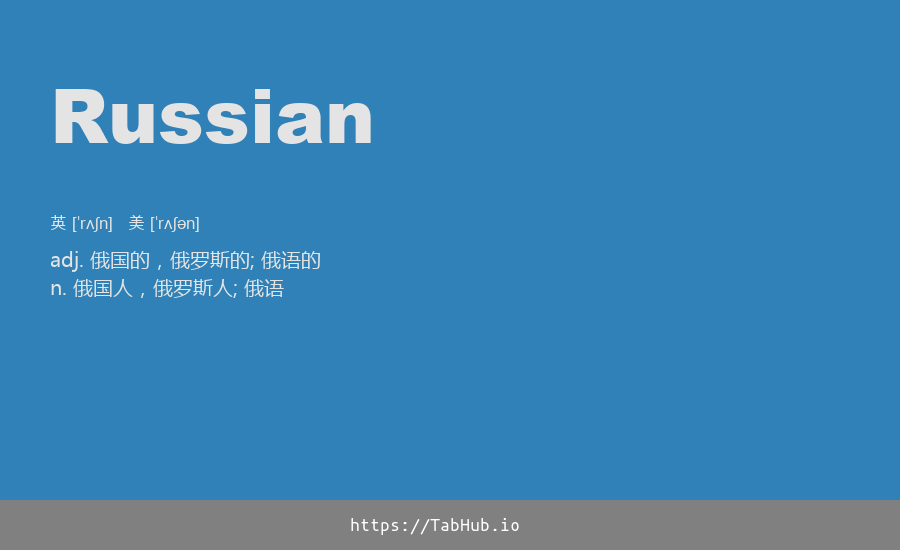 Russian
英 [ˈrʌʃn] 美 [ˈrʌʃən]
adj. 俄国的，俄罗斯的; 俄语的
n. 俄国人，俄罗斯人; 俄语
https://TabHub.io